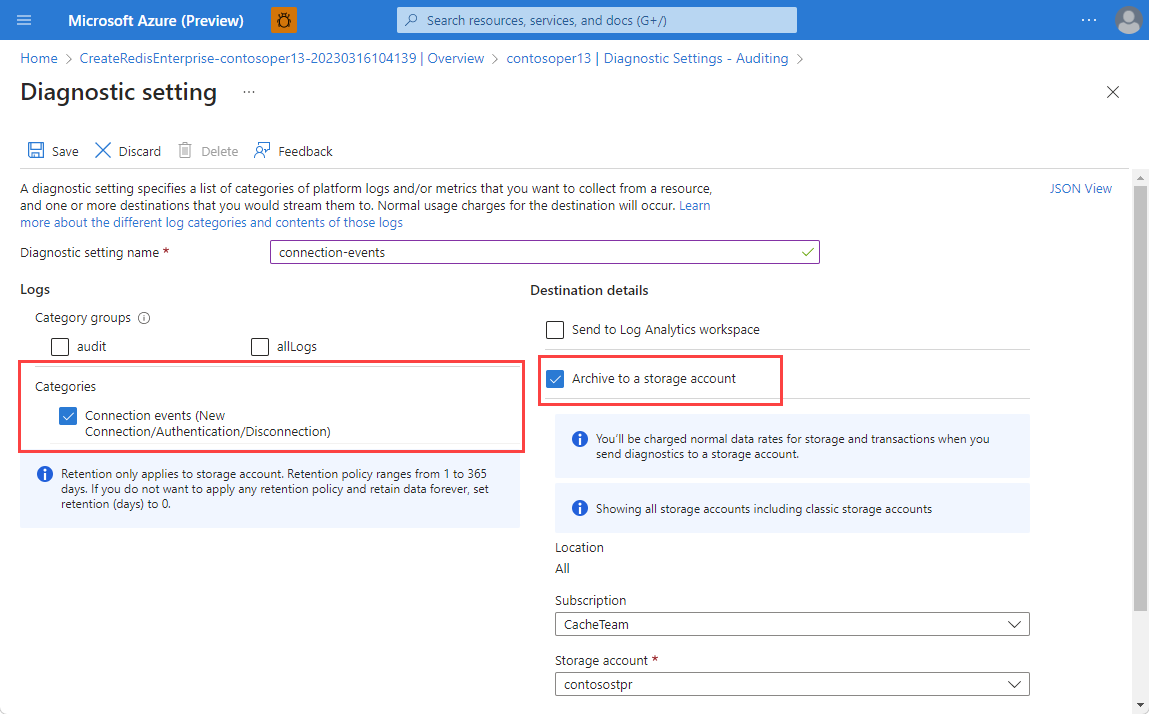 Microsoft Azure (Preview)
Search resources, services, and docs (G+/)
Home > CreateRedisEnterprise-contosoper13-20230316104139 | Overview > contosoper13 | Diagnostic Settings - Auditing >
Diagnostic setting ...
Save Discard Delete Feedback
A diagnostic setting specifies a list of categories of platform logs and/or metrics that you want to collect from a resource,
and one or more destinations that you would stream them to. Normal usage charges for the destination will occur. Learn
more about the different log categories and contents of those logs
JSON View
Diagnostic setting name *
connection-events
Logs
Category groups
audit
allLogs
Categories
Connection events (New
Connection/Authentication/Disconnection)
Retention only applies to storage account. Retention policy ranges from 1 to 365
days. If you do not want to apply any retention policy and retain data forever, set
retention (days) to 0.
Destination details
Send to Log Analytics workspace
Archive to a storage account
You'll be charged normal data rates for storage and transactions when you
send diagnostics to a storage account.
Showing all storage accounts including classic storage accounts
Location
All
Subscription
CacheTeam
Storage account *
contosostpr